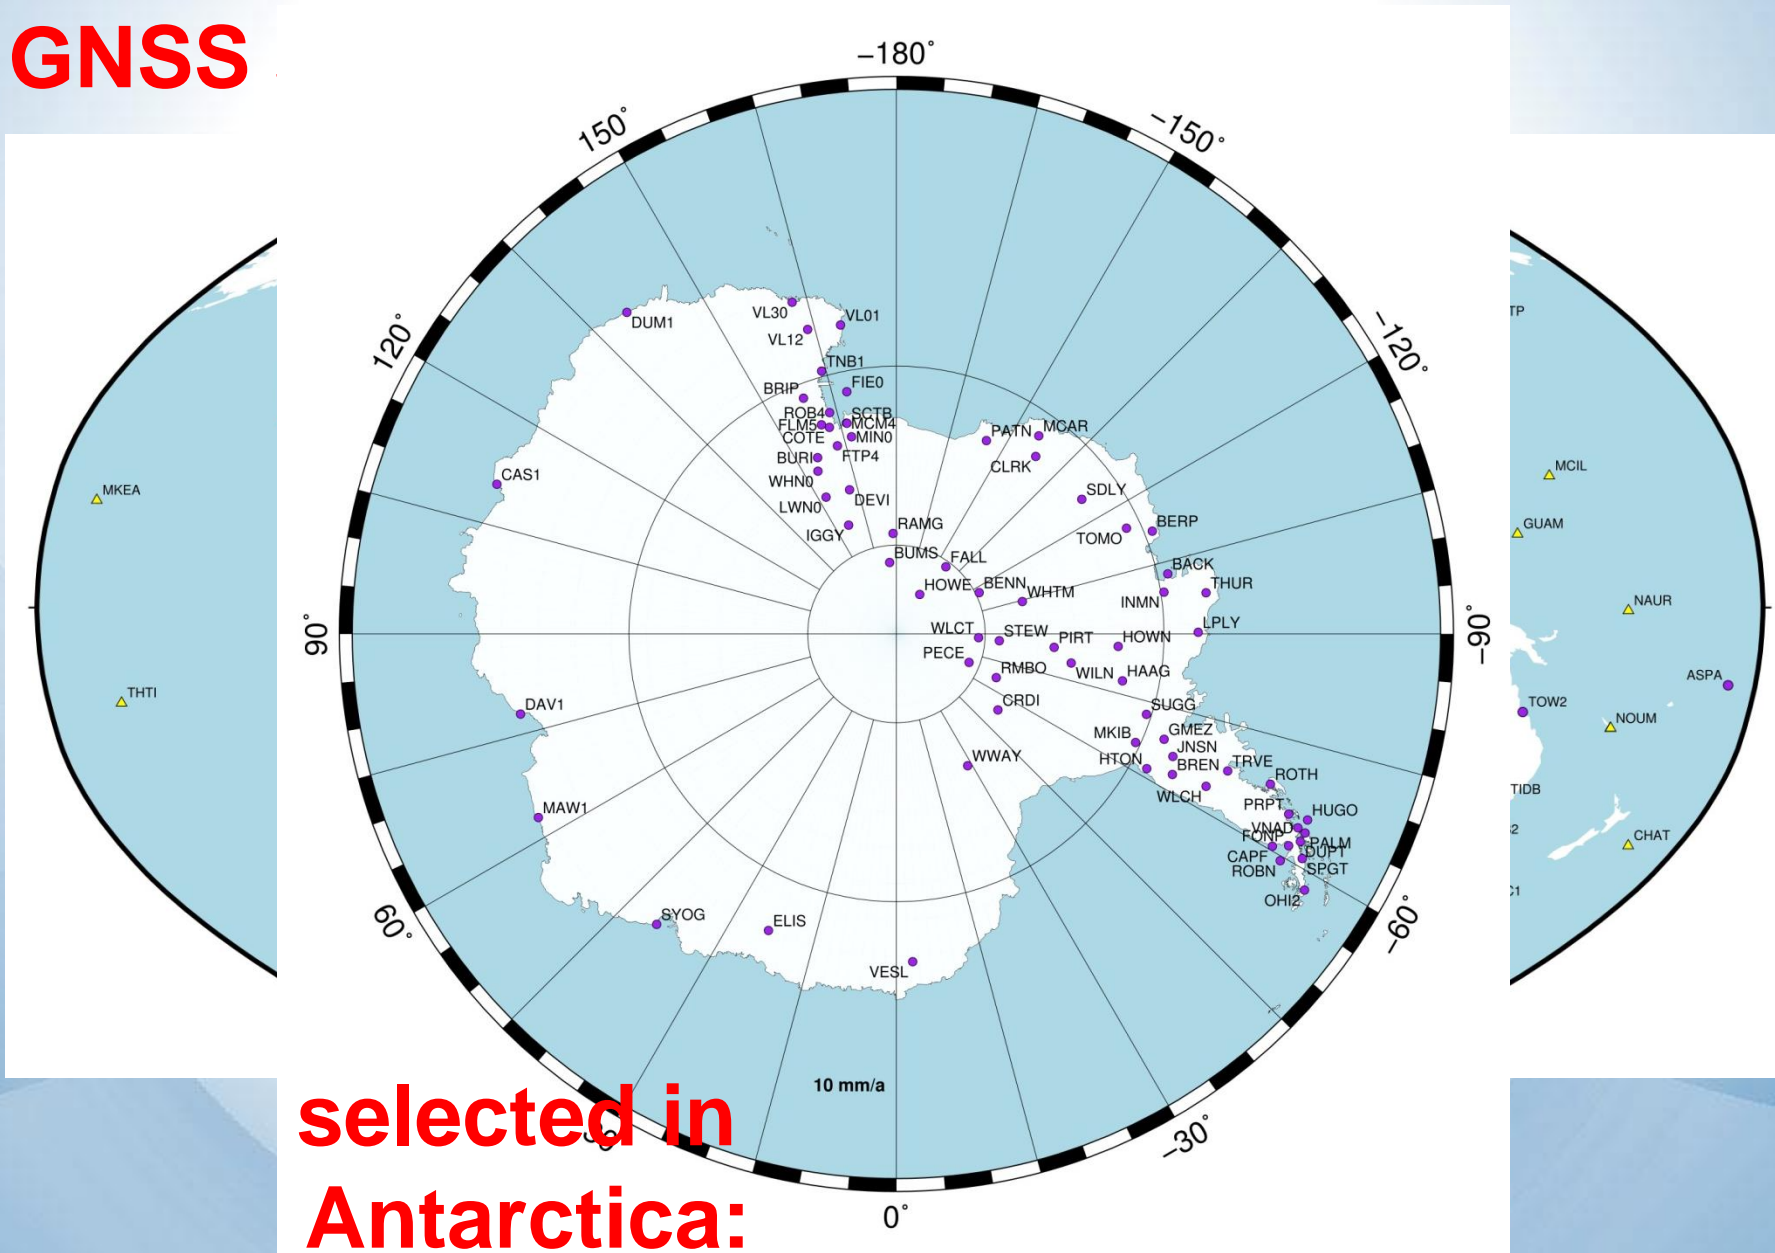 GNSS
−180°
150°
−150°
120°
−120°
90°
−90°
60°
−60°
−30°
0°
VL30
VL01
DUM1
VL12
TNB1
BRIP
FIE0
ROB4
SCTB
FLM5
MCM4
COTE
MIN0
BURI
FTP4
WHN0
LWN0
DEVI
IGGY
PATN
MCAR
CLRK
SDLY
TOMO
BERP
CAS1
RAMG
BUMS
FALL
HOWE
BENN
WHTM
BACK
INMN
THUR
WLCT
STEW
PIRT
HOWN
LPLY
PECE
RMBO
WILN
HAAG
CRDI
SUGG
DAV1
MKIB
GMEZ
JNSN
HTON
BREN
TRVE
WWAY
WLCH
ROTH
PRPT
HUGO
VNAD
FONP
PALM
CAPF
DUPT
ROBN
SPGT
OHI2
MAW1
SYOG
ELIS
VESL
10 mm/a
MKEA
THTI
TP
MCIL
GUAM
NAUR
ASPA
TOW2
NOUM
TIDB
CHAT
selected in
Antarctica: